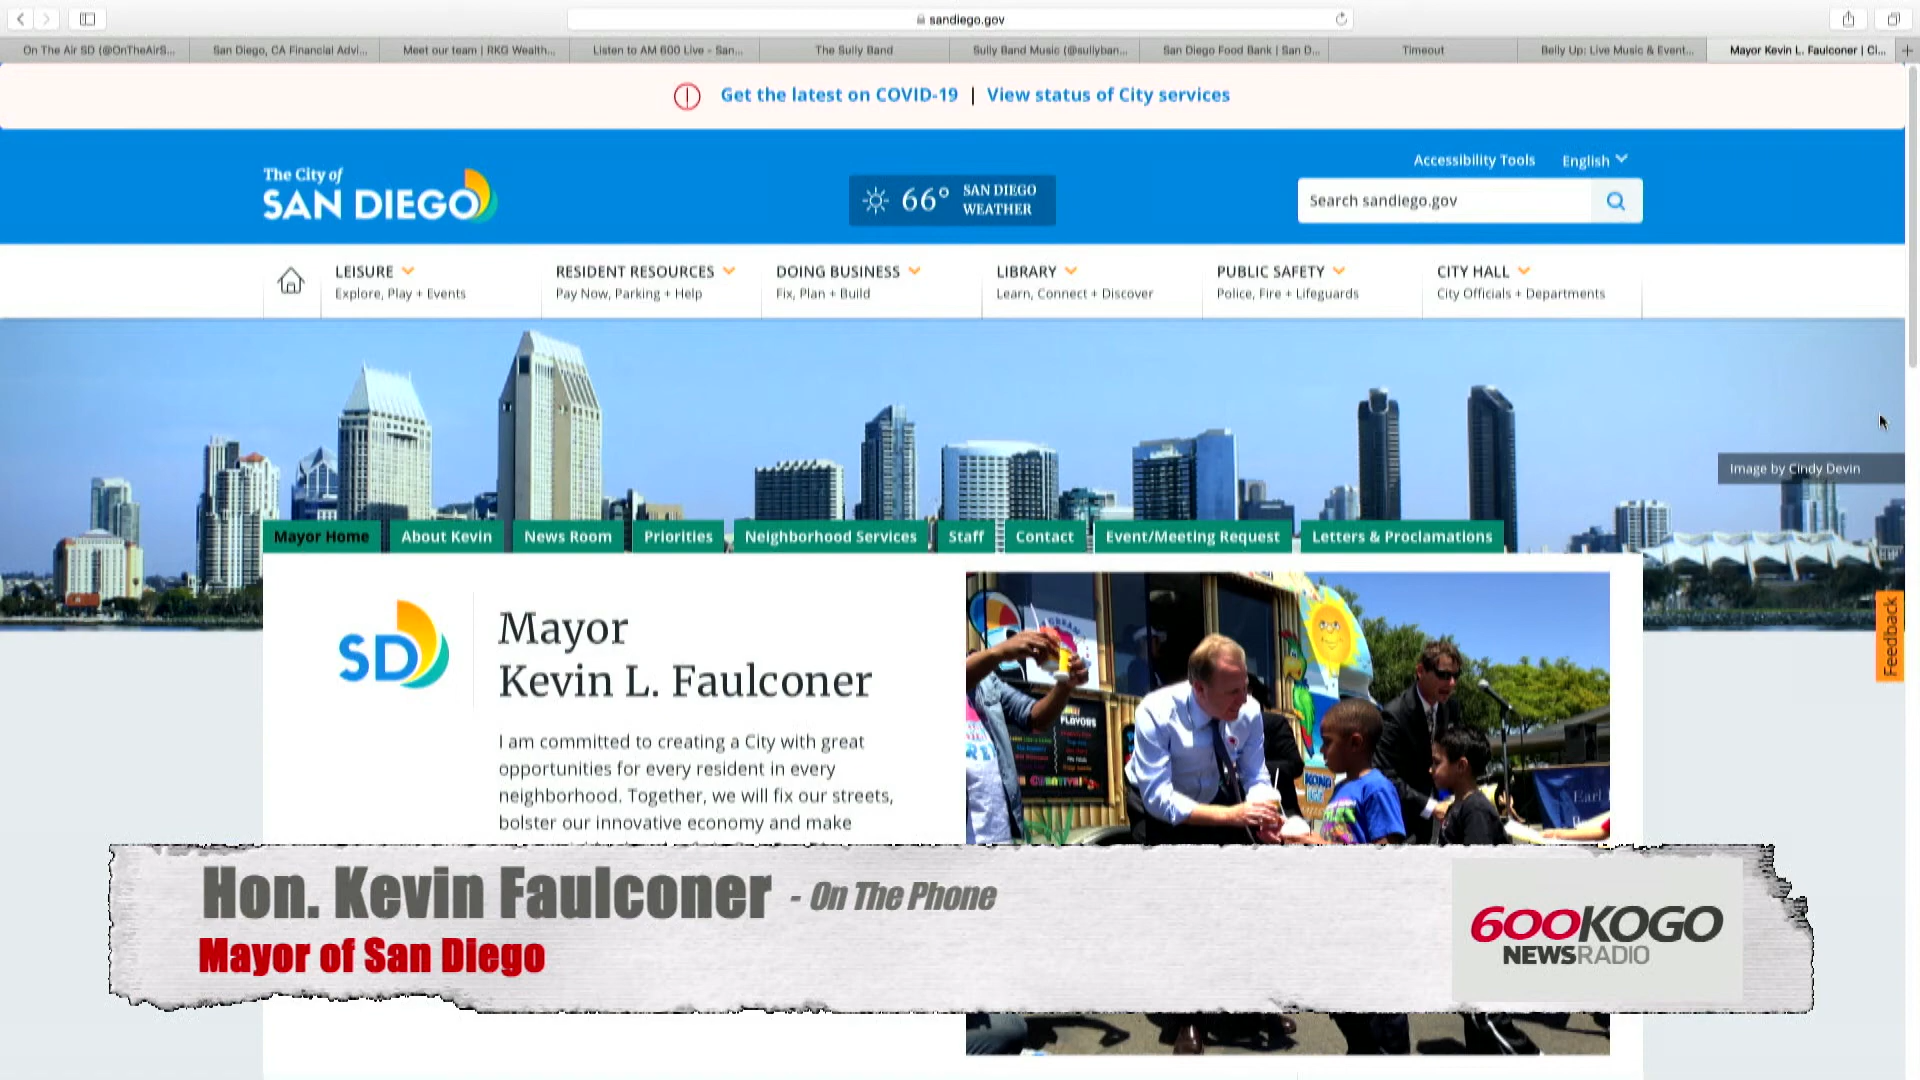 sandiego.gov
On The Air SD (@OnTheAirS...
San Diego, CA Financial Advi...
Meet our team | RKG Wealth...
Listen to AM 600 Live - San...
The Sully Band
Sully Band Music (@sullyban...
San Diego Food Bank | San D...
Timeout
Belly Up: Live Music & Event...
Mayor Kevin L. Faulconer | Ci...
Get the latest on COVID-19 | View status of City services
Accessibility Tools English
The City of
SAN DIEGO
66° SAN DIEGO
WEATHER
Search sandiego.gov
LEISURE
Explore, Play + Events
RESIDENT RESOURCES
Pay Now, Parking + Help
DOING BUSINESS
Fix, Plan + Build
LIBRARY
Learn, Connect + Discover
PUBLIC SAFETY
Police, Fire + Lifeguards
CITY HALL
City Officials + Departments
Image by Cindy Devin
Mayor Home
About Kevin
News Room
Priorities
Neighborhood Services
Staff
Contact
Event/Meeting Request
Letters & Proclamations
Feedback
SD
Mayor
Kevin L. Faulconer
I am committed to creating a City with great
opportunities for every resident in every
neighborhood. Together, we will fix our streets,
bolster our innovative economy and make
FLAVORS
KONA
ICE
Earl
Hon. Kevin Faulconer - On The Phone
Mayor of San Diego
600KOGO
NEWSRADIO